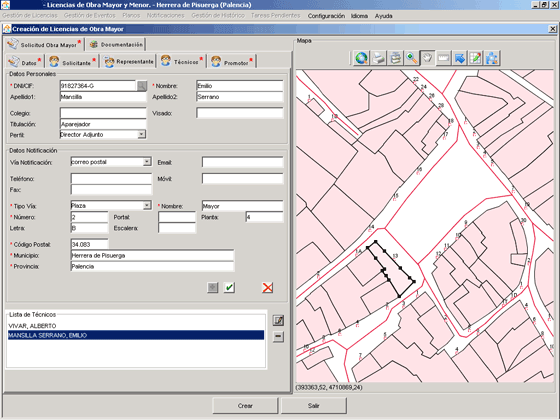 - Licencias de Obra Mayor y Menor. - Herrera de Pisuerga (Palencia)
Gestión de Licencias Gestión de Eventos Planos Notificaciones Gestión de Histórico Tareas Pendientes Configuración Idioma Ayuda
Creación de Licencias de Obra Mayor
Solicitud Obra Mayor * Documentación
Datos * Solicitante * Representante Técnicos * Promotor *
Datos Personales
* DNI/CIF: 91827364-G * Nombre: Emilio
Apellido1: Mansilla Apellido2: Serrano
Colegio: Visado:
Titulación: Aparejador
Perfil: Director Adjunto
Datos Notificación
Vía Notificación: correo postal Email:
Teléfono: Móvil:
Fax:
* Tipo Vía: Plaza * Nombre: Mayor
* Número: 2 Portal: Planta: 4
Letra: B Escalera:
* Código Postal: 34.083
* Municipio: Herrera de Pisuerga
* Provincia: Palencia
Lista de Técnicos
VIVAR, ALBERTO
MANSILLA SERRANO, EMILIO
Mapa
(393363,52, 4710869,24)
Crear Salir